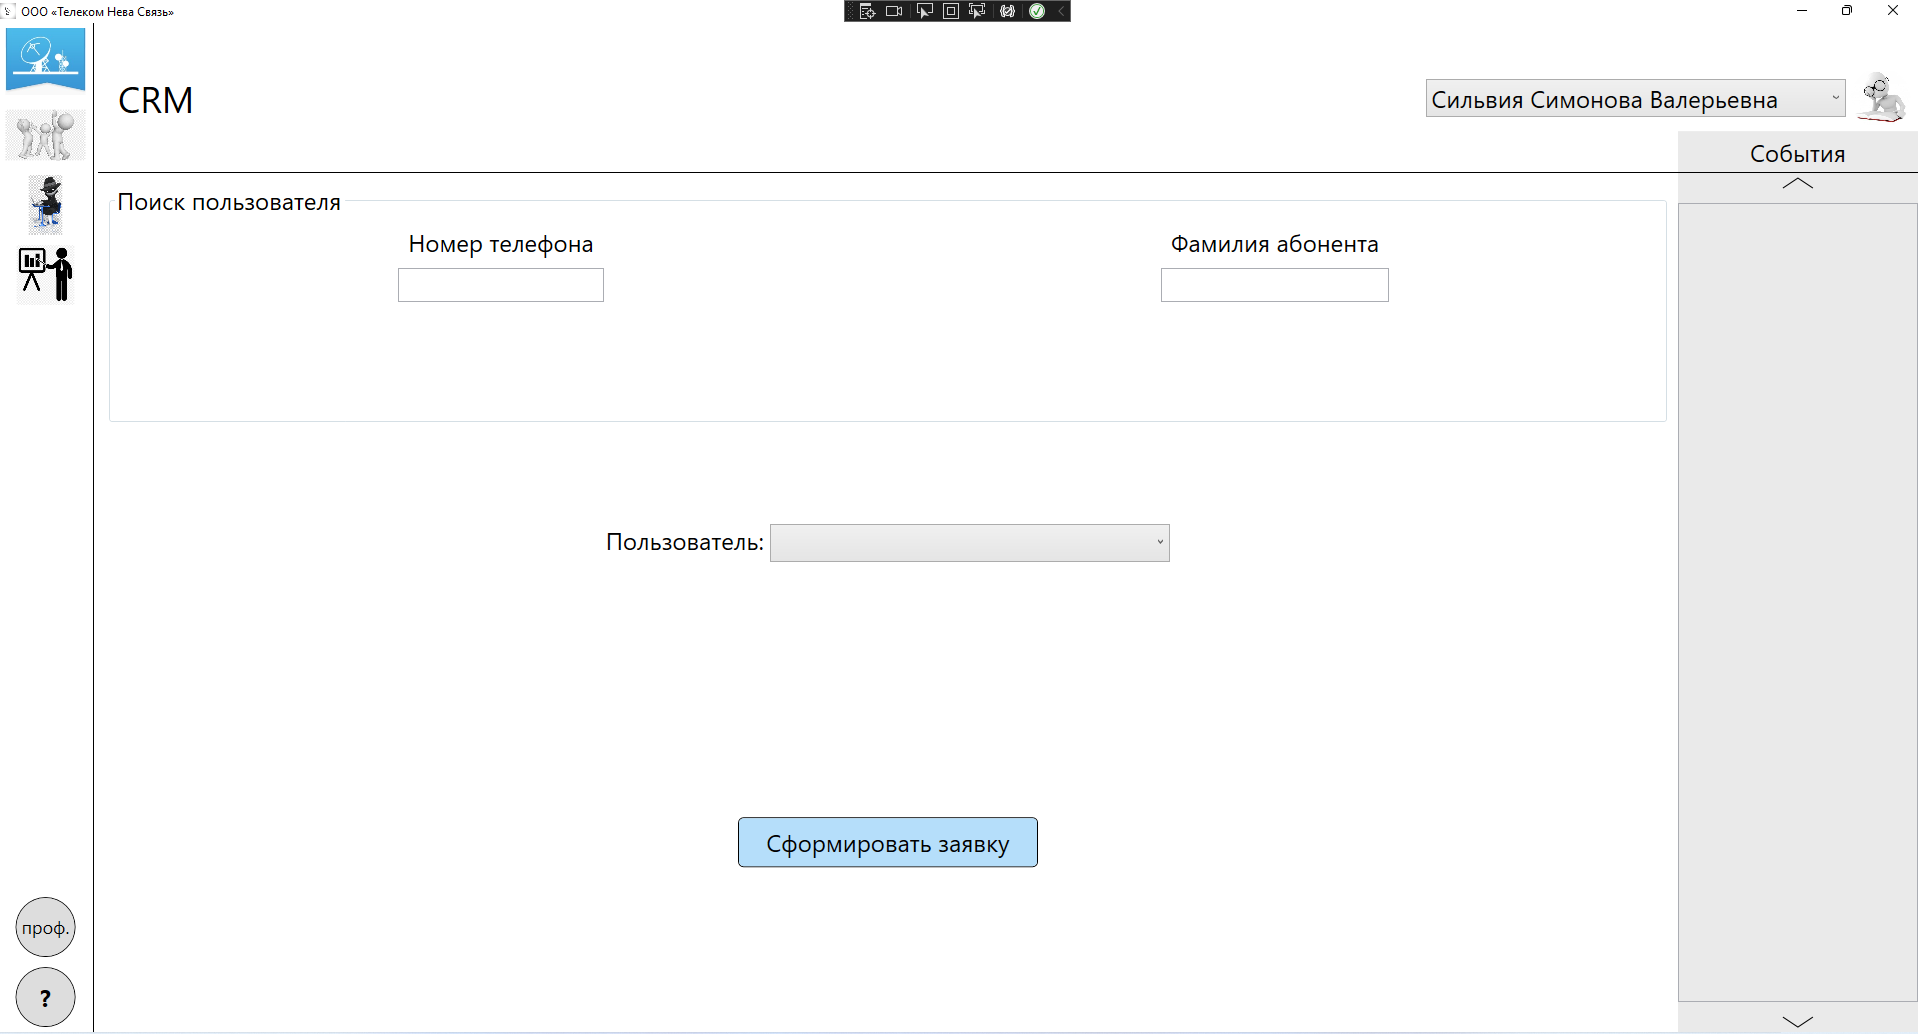 ООО «Телеком Нева Связь»
CRM
Сильвия Симонова Валерьевна
События
Поиск пользователя
Номер телефона
Фамилия абонента
Пользователь:
Сформировать заявку
проф.
?